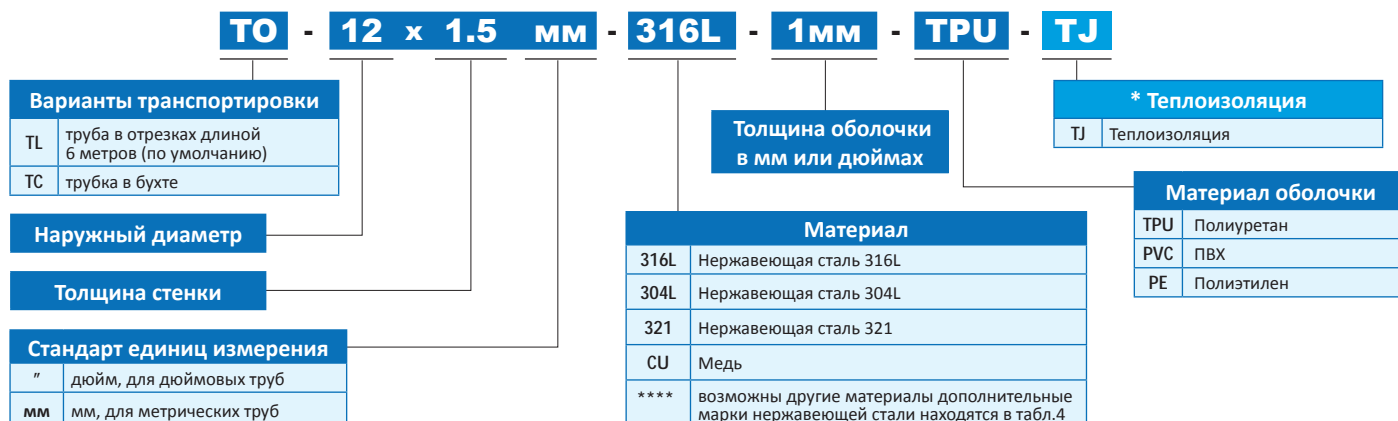 TO - 12 x 1.5 мм - 316L - 1мм - TPU - TJ
Варианты транспортировки
TL труба в отрезках длиной
6 метров (по умолчанию)
TC трубка в бухте
Наружный диаметр
Толщина стенки
Стандарт единиц измерения
" дюйм, для дюймовых труб
мм мм, для метрических труб
Толщина оболочки
в мм или дюймах
Материал
316L Нержавеющая сталь 316L
304L Нержавеющая сталь 304L
321 Нержавеющая сталь 321
CU Медь
**** возможны другие материалы дополнительные
марки нержавеющей стали находятся в табл.4
* Теплоизоляция
TJ Теплоизоляция
Материал оболочки
TPU Полиуретан
PVC ПВХ
PE Полиэтилен